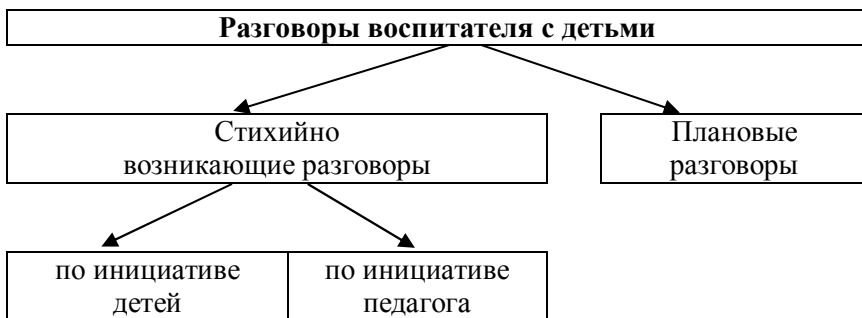 Разговоры воспитателя с детьми
Стихийно
возникающие разговоры
Плановые
разговоры
по инициативе
детей
по инициативе
педагога